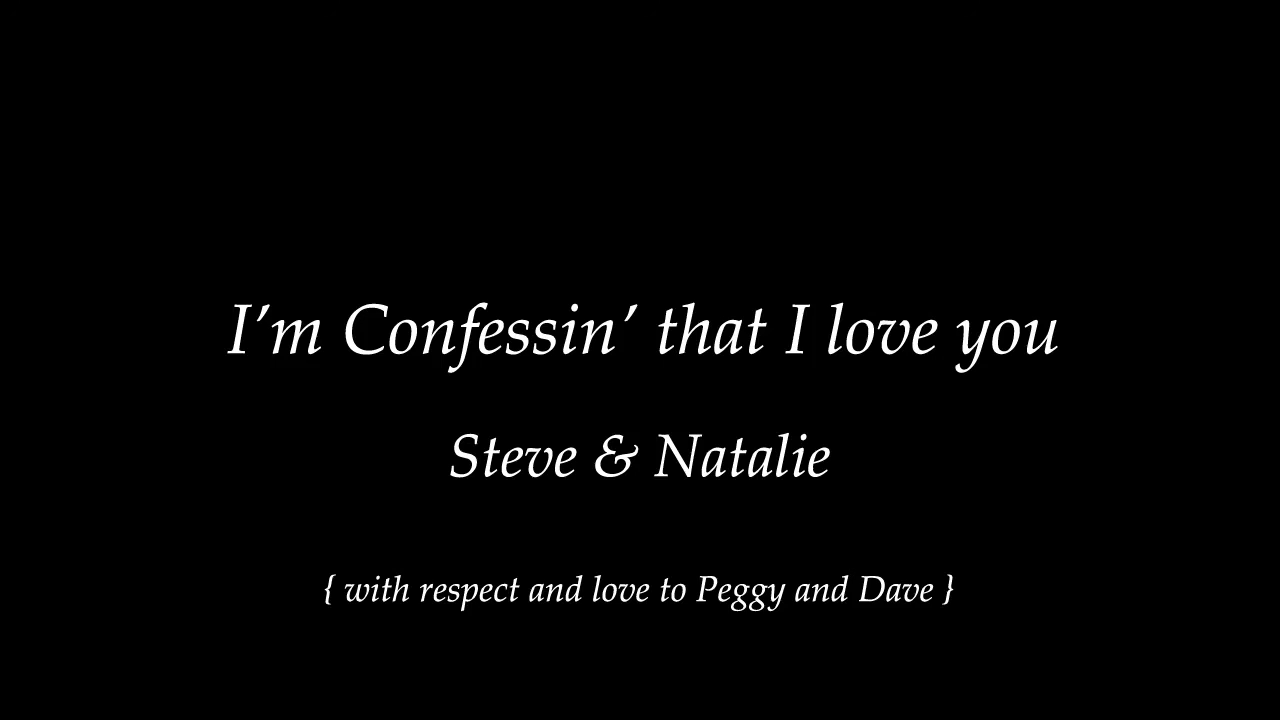 I’m Confessin’ that I love you
Steve & Natalie
{ with respect and love to Peggy and Dave }